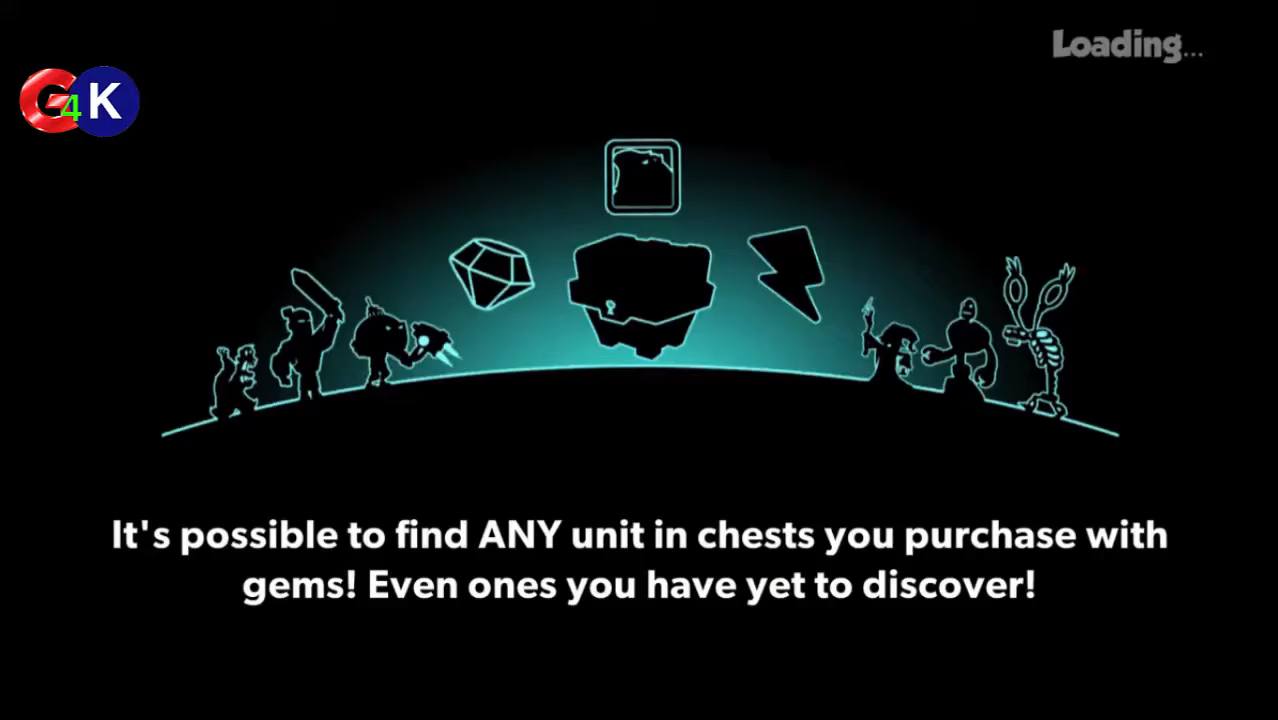 Loading...
G4K
It's possible to find ANY unit in chests you purchase with
gems! Even ones you have yet to discover!